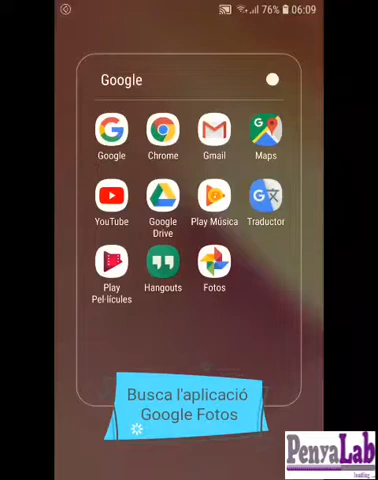 76% 06:09
Google
Google Chrome Gmail Maps
YouTube Google Drive Play Música Traductor
Play Pel·lícules Hangouts Fotos
Busca l'aplicació
Google Fotos
PenyaLab